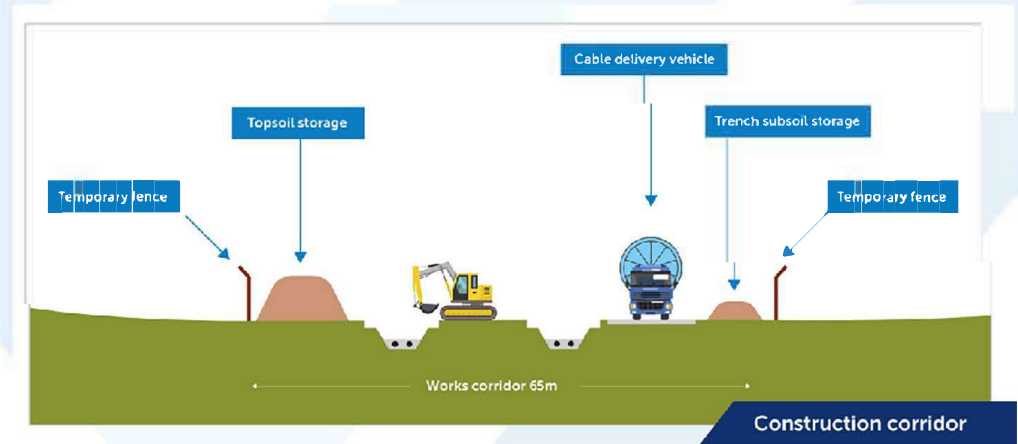 Cable delivery vehicle
Topsoil storage
Trench subsoil storage
Temporary fence
Temporary fence
Works corridor 65m
Construction corridor